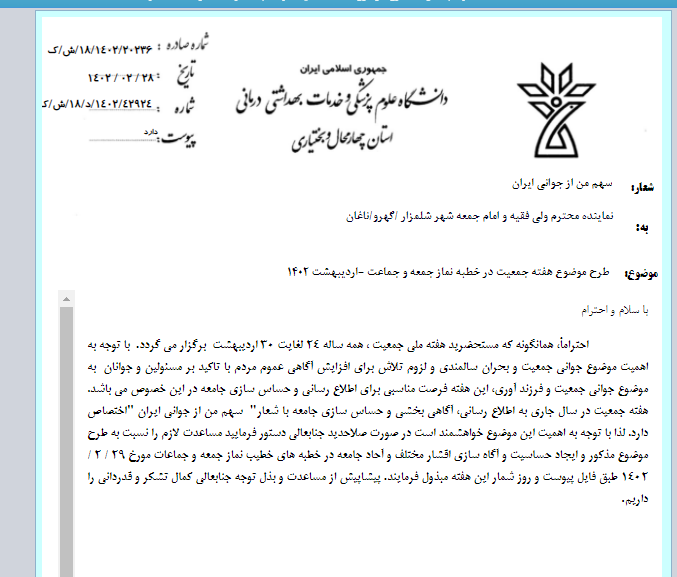 شماره صادره : ۱۸/۱۴۰۲/۲۰۲۳۶/ش/ک
تاریخ : ۱۴۰۲/۰۲/۲۸
شماره : ۱۸/۱۴۰۲/۴۲۹۲۴/د/ش/ک
پیوست: دارد
جمهوری اسلامی ایران
دانشگاه علوم پزشکی و خدمات بهداشتی درمانی
استان چهارمحال و بختیاری
شعار: سهم من از جوانی ایران
به: نماینده محترم ولی فقیه و امام جمعه شهر شلمزار /گهرو/ناغان
موضوع: طرح موضوع هفته جمعیت در خطبه نماز جمعه و جماعت -اردیبهشت ۱۴۰۲
با سلام و احترام
احتراماً، همانگونه که مستحضرید هفته ملی جمعیت ، همه ساله ۲۴ لغایت ۳۰ اردیبهشت برگزار می گردد. با توجه به
اهمیت موضوع جوانی جمعیت و بحران سالمندی و لزوم تلاش برای افزایش آگاهی عموم مردم با تاکید بر مسئولین و جوانان به
موضوع جوانی جمعیت و فرزند آوری، این هفته فرصت مناسبی برای اطلاع رسانی و حساس سازی جامعه در این خصوص می باشد.
هفته جمعیت در سال جاری به اطلاع رسانی، آگاهی بخشی و حساس سازی جامعه با شعار" سهم من از جوانی ایران "اختصاص
دارد. لذا با توجه به اهمیت این موضوع خواهشمند است در صورت صلاحدید جنابعالی دستور فرمایید مساعدت لازم را نسبت به طرح
موضوع مذکور و ایجاد حساسیت و آگاه سازی اقشار مختلف و آحاد جامعه در خطبه های خطیب نماز جمعه و جماعات مورخ ۲۹ / ۲ /
۱۴۰۲ طبق فایل پیوست و روز شمار این هفته مبذول فرمایند. پیشاپیش از مساعدت و بذل توجه جنابعالی کمال تشکر و قدردانی را
داریم.